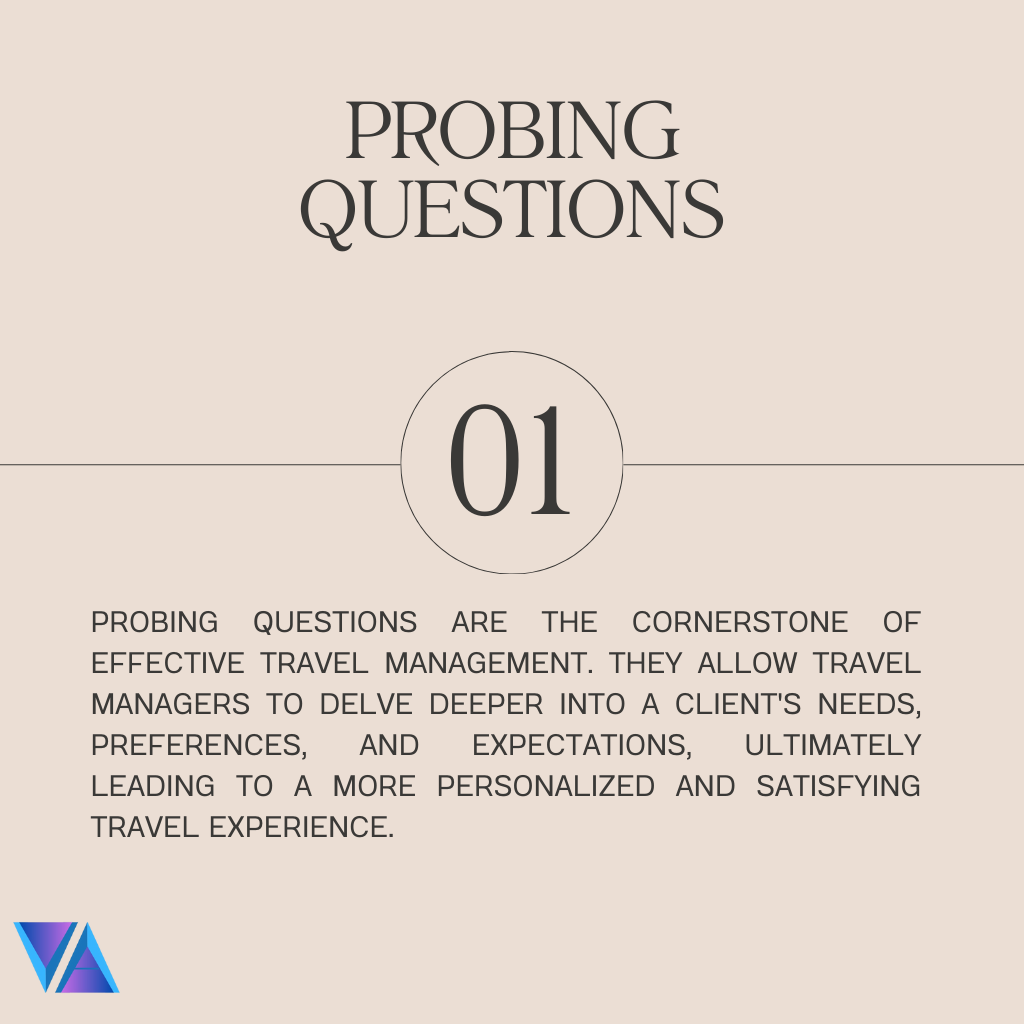 PROBING
QUESTIONS
01
PROBING QUESTIONS ARE THE CORNERSTONE OF
EFFECTIVE TRAVEL MANAGEMENT. THEY ALLOW TRAVEL
MANAGERS TO DELVE DEEPER INTO A CLIENT'S NEEDS,
PREFERENCES, AND EXPECTATIONS, ULTIMATELY
LEADING TO A MORE PERSONALIZED AND SATISFYING
TRAVEL EXPERIENCE.
VA